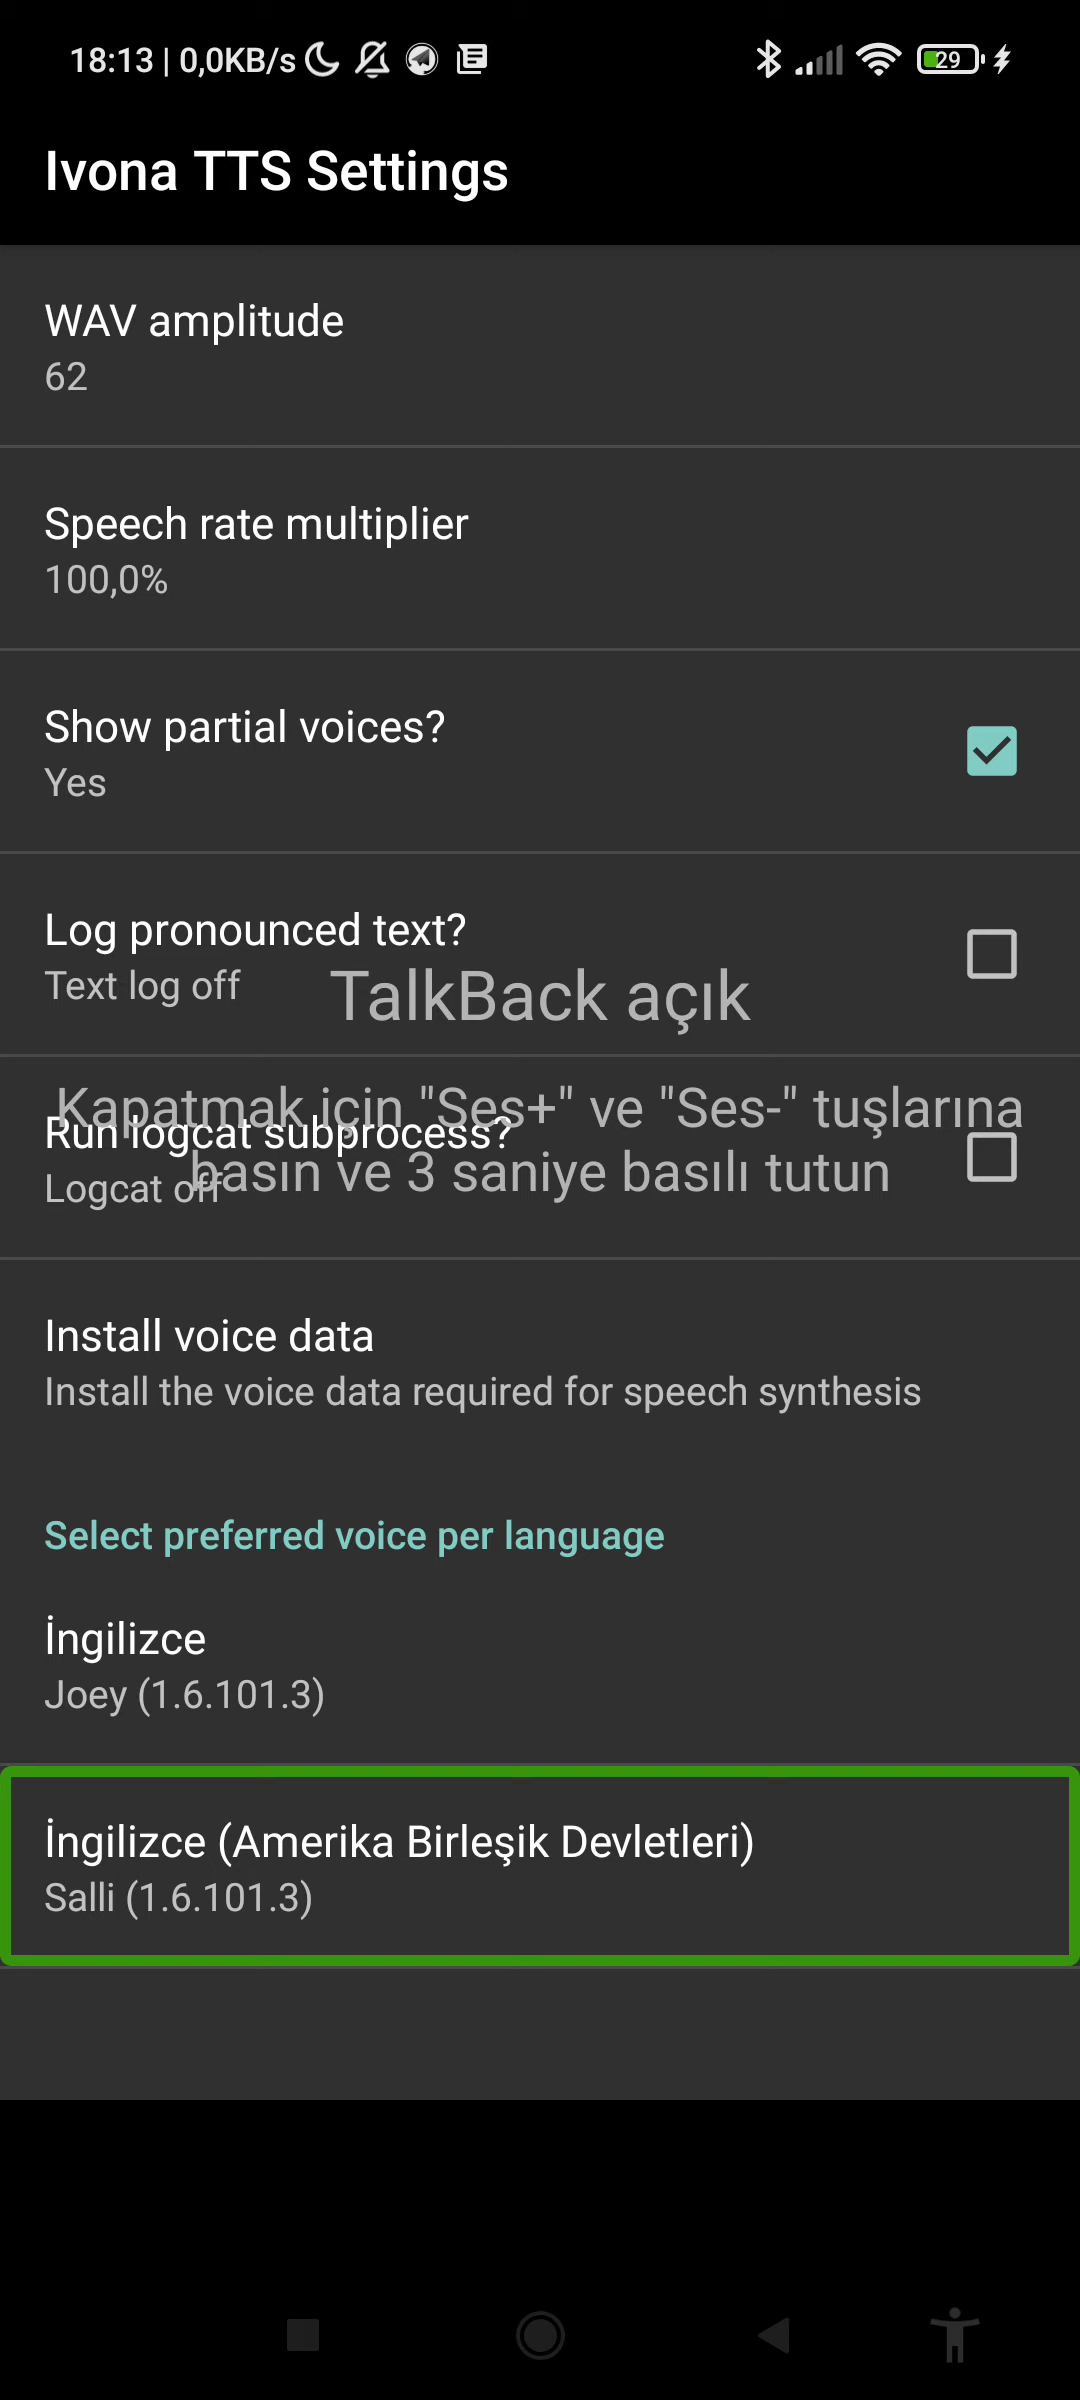 18:13 | 0,0KB/s
29
Ivona TTS Settings
WAV amplitude
62
Speech rate multiplier
100,0%
Show partial voices?
Yes
Log pronounced text?
Text log off
TalkBack açık
Kapatmak için "Ses+" ve "Ses-" tuşlarına
basın ve 3 saniye basılı tutun
Run logcat subprocess?
Logcat off
Install voice data
Install the voice data required for speech synthesis
Select preferred voice per language
İngilizce
Joey (1.6.101.3)
İngilizce (Amerika Birleşik Devletleri)
Salli (1.6.101.3)